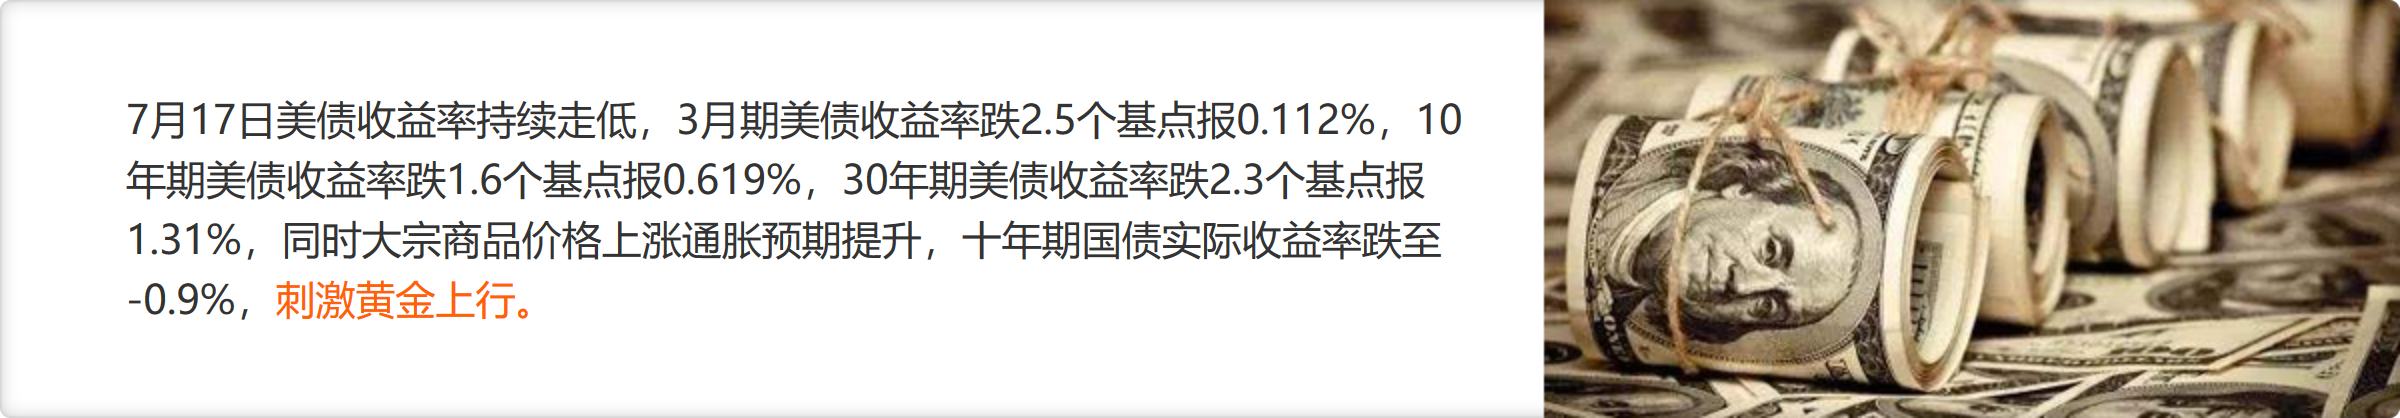 7月17日美债收益率持续走低，3月期美债收益率跌2.5个基点报0.112%，10
年期美债收益率跌1.6个基点报0.619%，30年期美债收益率跌2.3个基点报
1.31%，同时大宗商品价格上涨通胀预期提升，十年期国债实际收益率跌至
-0.9%，刺激黄金上行。